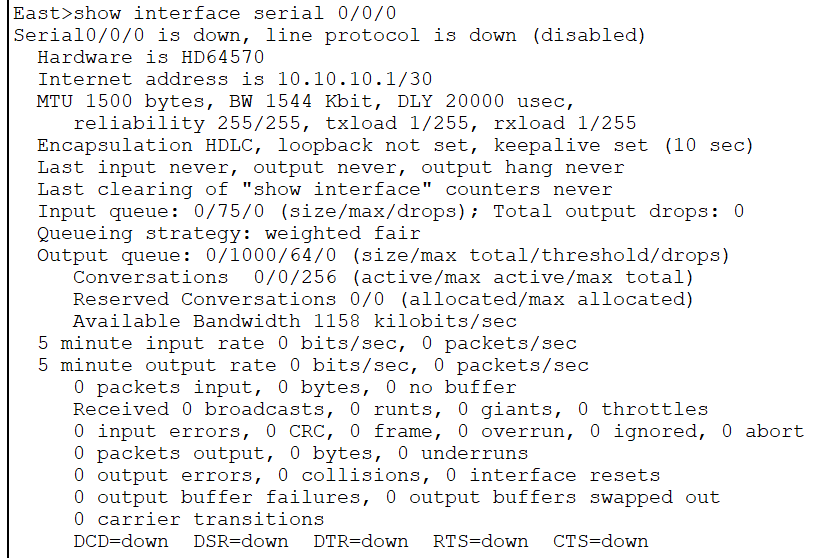 East>show interface serial 0/0/0
Serial0/0/0 is down, line protocol is down (disabled)
Hardware is HD64570
Internet address is 10.10.10.1/30
MTU 1500 bytes, BW 1544 Kbit, DLY 20000 usec,
reliability 255/255, txload 1/255, rxload 1/255
Encapsulation HDLC, loopback not set, keepalive set (10 sec)
Last input never, output never, output hang never
Last clearing of "show interface" counters never
Input queue: 0/75/0 (size/max/drops); Total output drops: 0
Queueing strategy: weighted fair
Output queue: 0/1000/64/0 (size/max total/threshold/drops)
Conversations 0/0/256 (active/max active/max total)
Reserved Conversations 0/0 (allocated/max allocated)
Available Bandwidth 1158 kilobits/sec
5 minute input rate 0 bits/sec, 0 packets/sec
5 minute output rate 0 bits/sec, 0 packets/sec
0 packets input, 0 bytes, 0 no buffer
Received 0 broadcasts, 0 runts, 0 giants, 0 throttles
0 input errors, 0 CRC, 0 frame, 0 overrun, 0 ignored, 0 abort
0 packets output, 0 bytes, 0 underruns
0 output errors, 0 collisions, 0 interface resets
0 output buffer failures, 0 output buffers swapped out
0 carrier transitions
DCD=down DSR=down DTR=down RTS=down CTS=down